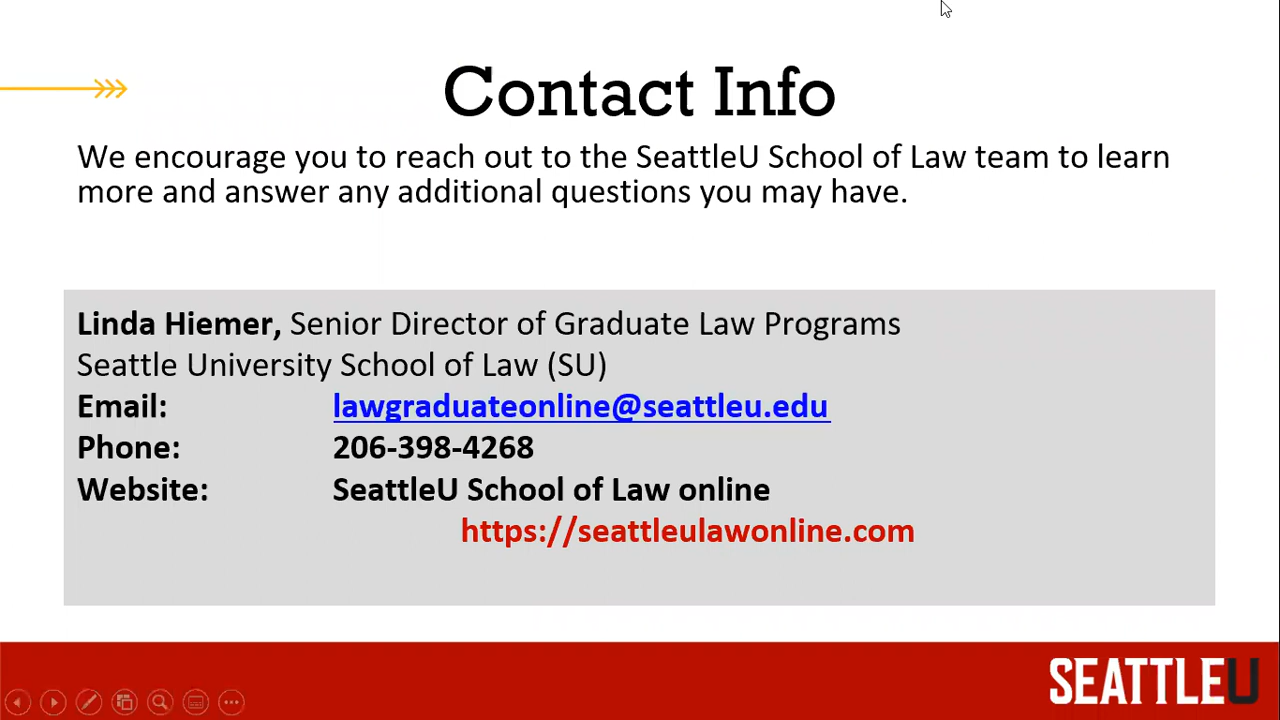 Contact Info
We encourage you to reach out to the SeattleU School of Law team to learn
more and answer any additional questions you may have.
Linda Hiemer, Senior Director of Graduate Law Programs
Seattle University School of Law (SU)
Email: lawgraduateonline@seattleu.edu
Phone: 206-398-4268
Website: SeattleU School of Law online
https://seattleulawonline.com
SEATTLEU